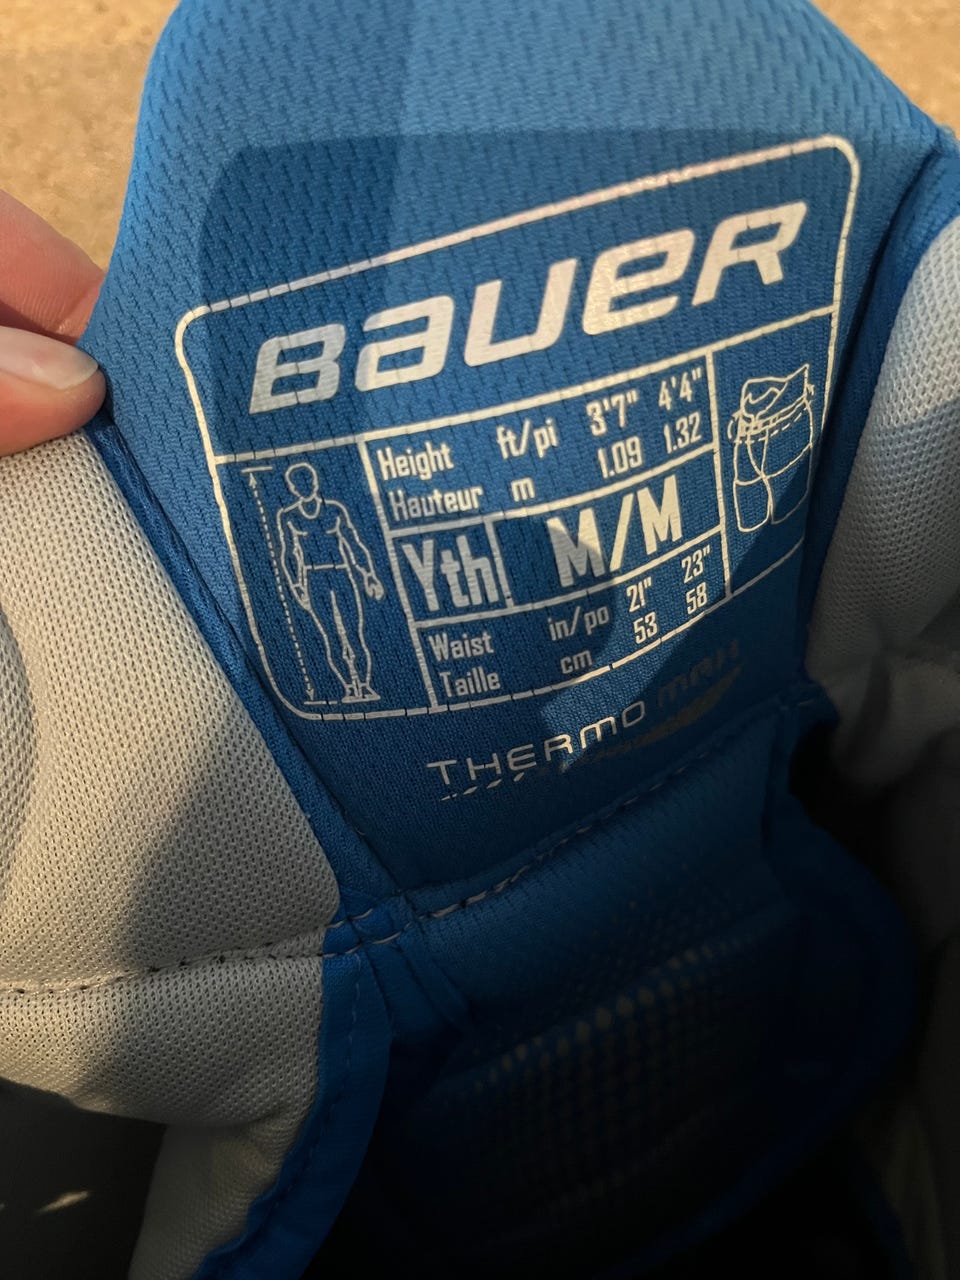 BAUER
Height ft/pi 3'7" 4'4"
Hauteur m 1.09 1.32
Yth M/M
Waist in/po 21" 23"
Taille cm 53 58
THERMO MAX